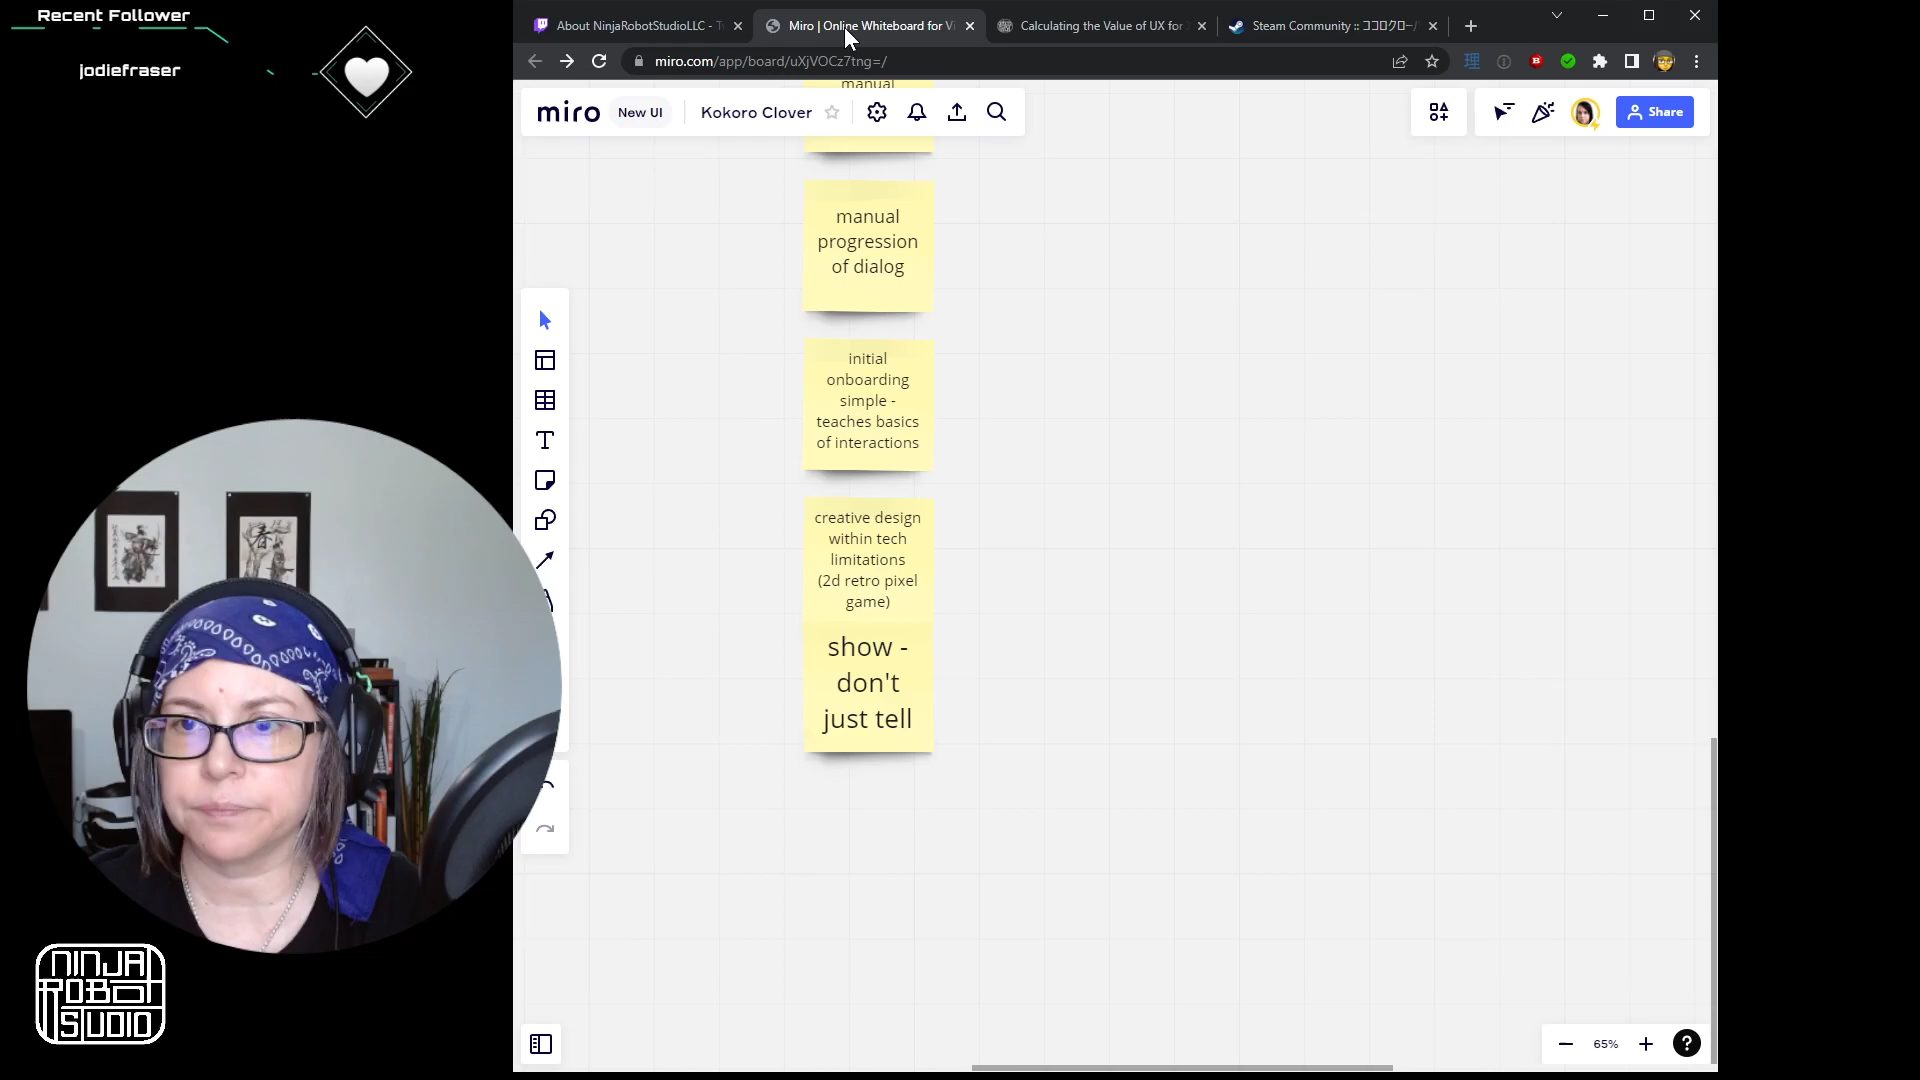 Recent Follower
jodiefraser
About NinjaRobotStudioLLC - T
Miro | Online Whiteboard for Vi
Calculating the Value of UX for
Steam Community :: ココロクロー
miro.com/app/board/uXjVOCz7tng=/
miro
New UI
Kokoro Clover
Share
manual
manual
progression
of dialog
initial
onboarding
simple -
teaches basics
of interactions
creative design
within tech
limitations
(2d retro pixel
game)
show -
don't
just tell
春
NINJA
ROBOT
STUDIO
65%